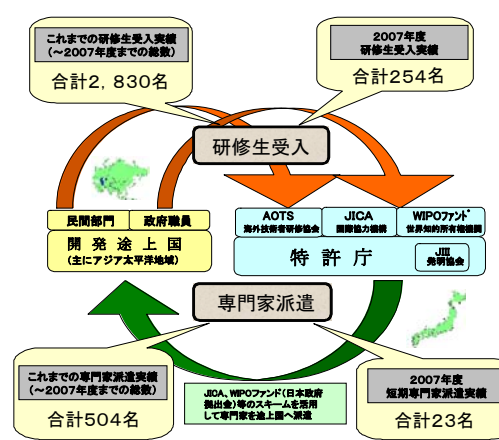 これまでの研修生受入実績
(～2007年度までの総数)
合計2，830名
2007年度
研修生受入実績
合計254名
研修生受入
民間部門
政府職員
開発途上国
(主にアジア太平洋地域)
AOTS
海外技術者研修協会
JICA
国際協力機構
WIPOファンド
世界知的所有権機関
特許庁
JIII
発明協会
専門家派遣
これまでの専門家派遣実績
(～2007年度までの総数)
合計504名
JICA、WIPOファンド(日本政府
拠出金)等のスキームを活用
して専門家を途上国へ派遣
2007年度
短期専門家派遣実績
合計23名